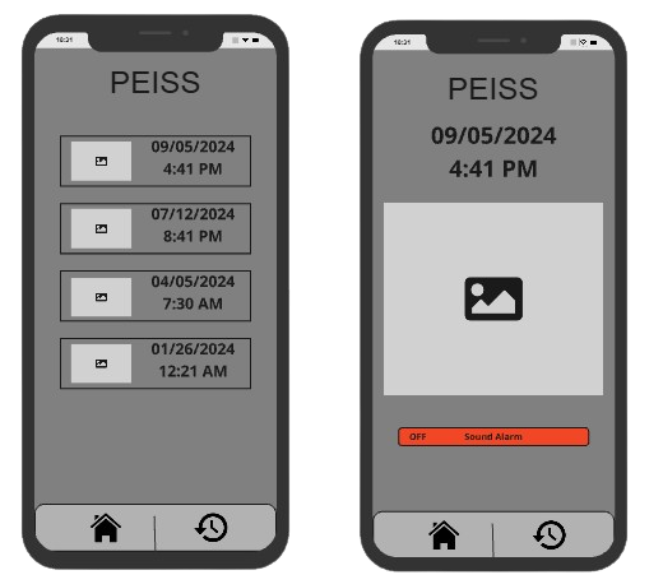 10:31
PEISS
09/05/2024
4:41 PM
07/12/2024
8:41 PM
04/05/2024
7:30 AM
01/26/2024
12:21 AM
10:31
PEISS
09/05/2024
4:41 PM
OFF Sound Alarm